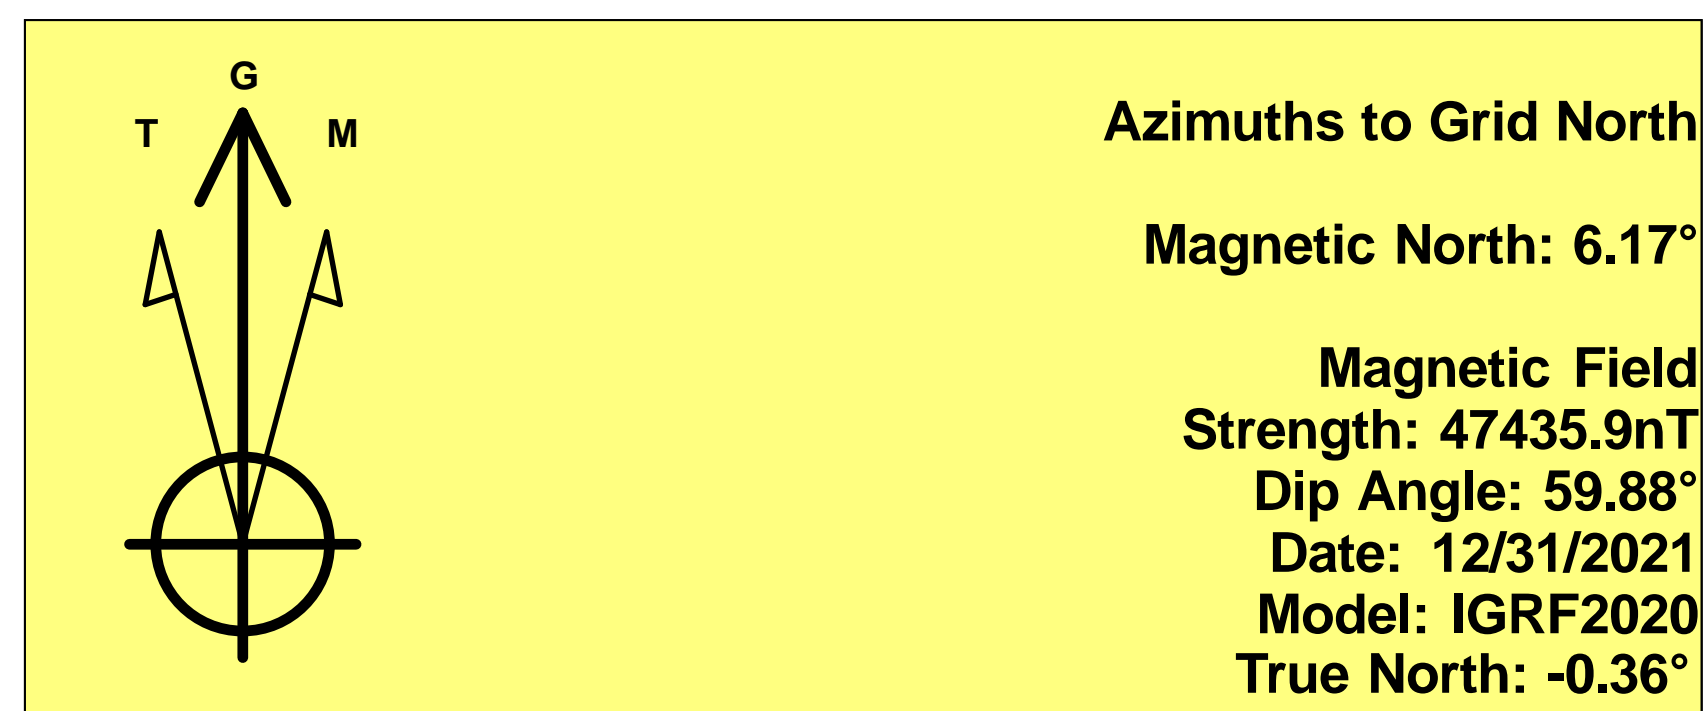 G
T M
Azimuths to Grid North
Magnetic North: 6.17°
Magnetic Field
Strength: 47435.9nT
Dip Angle: 59.88°
Date: 12/31/2021
Model: IGRF2020
True North: -0.36°